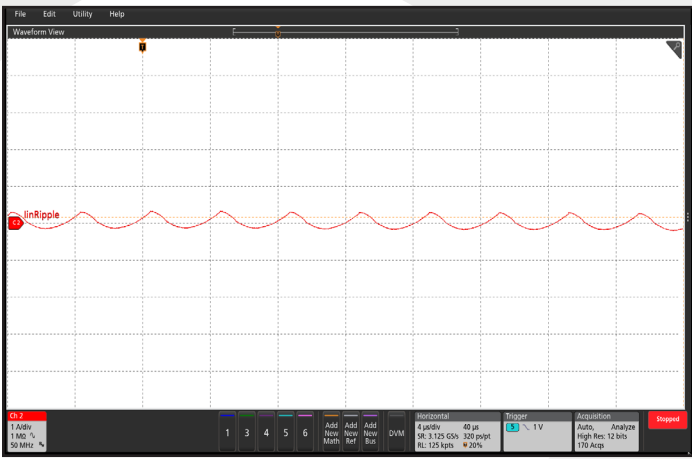 File Edit Utility Help
Waveform View
T
C2 IinRipple
Ch 2
1 A/div
1 MΩ
50 MHz
1 3 4 5 6
Add New Math
Add New Ref
Add New Bus
DVM
Horizontal
4 µs/div 40 µs
SR: 3.125 GS/s 320 ps/pt
RL: 125 kpts 20%
Trigger
5 1 V
Acquisition
Auto, Analyze
High Res: 12 bits
170 Acqs
Stopped